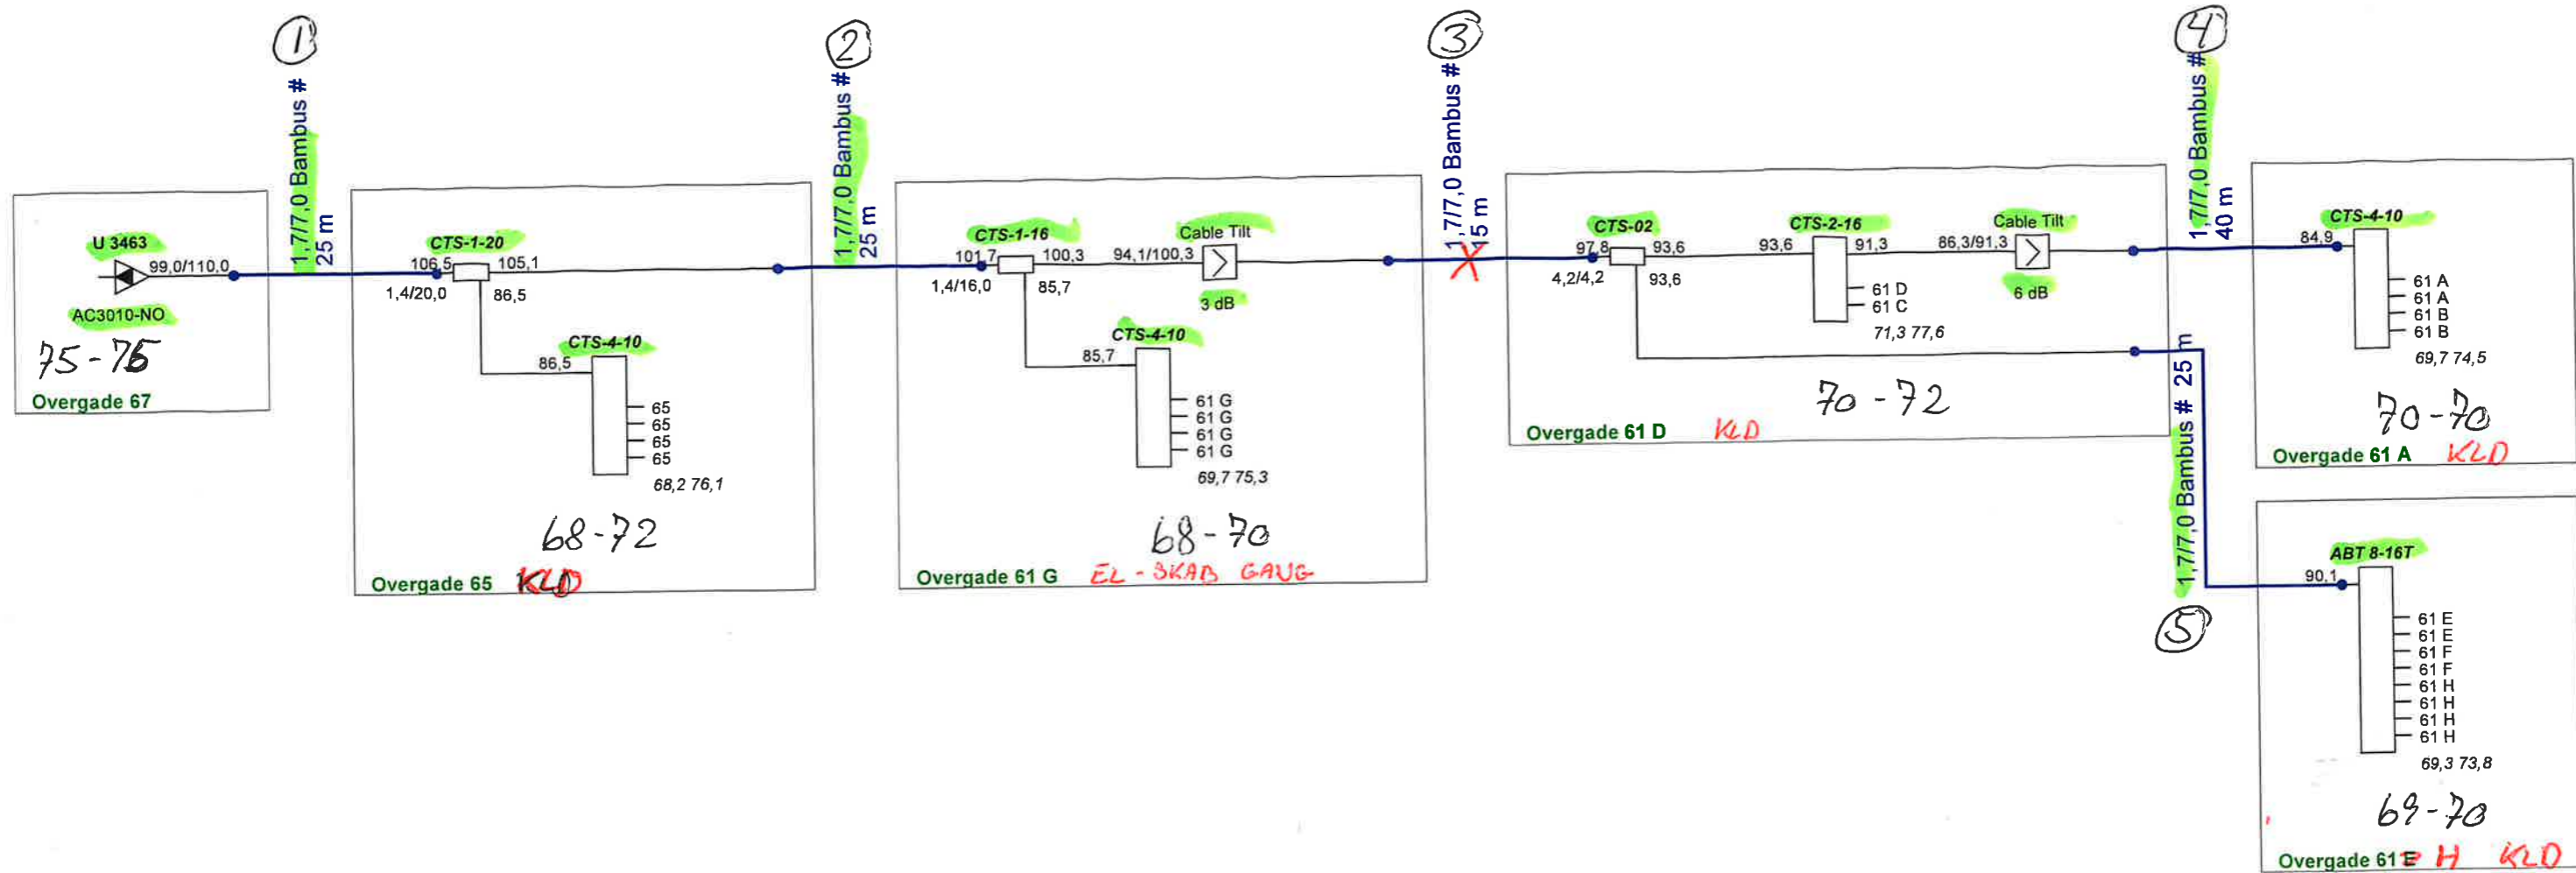 ①
1,7/7,0 Bambus #
25 m
②
1,7/7,0 Bambus #
25 m
③
1,7/7,0 Bambus #
15 m
④
1,7/7,0 Bambus #
40 m
U 3463
99,0/110,0
AC3010-NO
75-76
Overgade 67
CTS-1-20
106,5
105,1
1,4/20,0
86,5
CTS-4-10
86,5
65
65
65
65
68,2 76,1
68-72
Overgade 65 KLD
CTS-1-16
101,7
100,3
94,1/100,3
Cable Tilt
1,4/16,0
85,7
3 dB
CTS-4-10
85,7
61 G
61 G
61 G
61 G
69,7 75,3
68-70
Overgade 61 G EL-SKAB GANG
X
CTS-02
97,8
93,6
4,2/4,2
93,6
CTS-2-16
93,6
91,3
86,3/91,3
Cable Tilt
61 D
61 C
6 dB
71,3 77,6
70-72
Overgade 61 D KLD
CTS-4-10
84,9
61 A
61 A
61 B
61 B
69,7 74,5
70-70
Overgade 61 A KLD
1,7/7,0 Bambus # 25 m
⑤
ABT 8-16T
90,1
61 E
61 E
61 F
61 F
61 H
61 H
61 H
61 H
69,3 73,8
69-70
Overgade 61 E H KLD